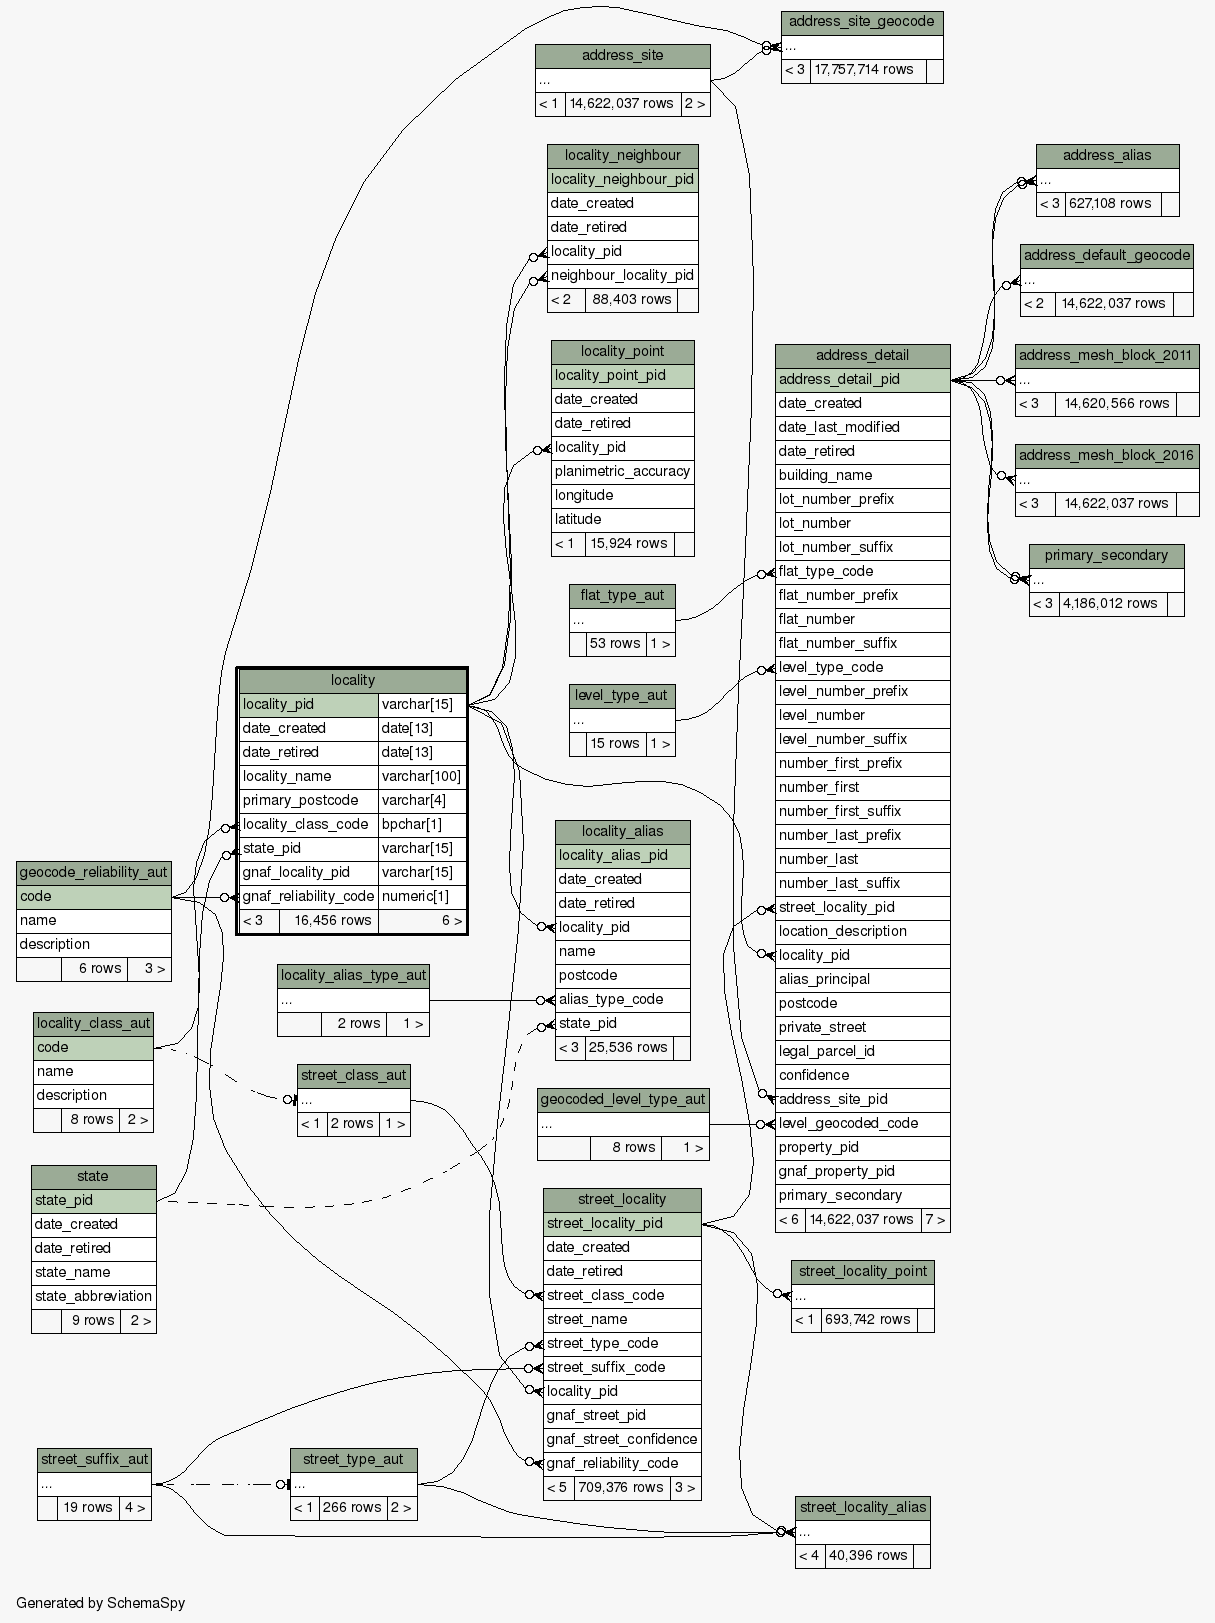 address_site_geocode
...
< 3 17,757,714 rows
address_site
...
< 1 14,622,037 rows 2 >
locality_neighbour
locality_neighbour_pid
date_created
date_retired
locality_pid
neighbour_locality_pid
< 2 88,403 rows
address_alias
...
< 3 627,108 rows
address_default_geocode
...
< 2 14,622,037 rows
address_mesh_block_2011
...
< 3 14,620,566 rows
address_mesh_block_2016
...
< 3 14,622,037 rows
primary_secondary
...
< 3 4,186,012 rows
locality_point
locality_point_pid
date_created
date_retired
locality_pid
planimetric_accuracy
longitude
latitude
< 1 15,924 rows
address_detail
address_detail_pid
date_created
date_last_modified
date_retired
building_name
lot_number_prefix
lot_number
lot_number_suffix
flat_type_code
flat_number_prefix
flat_number
flat_number_suffix
level_type_code
level_number_prefix
level_number
level_number_suffix
number_first_prefix
number_first
number_first_suffix
number_last_prefix
number_last
number_last_suffix
street_locality_pid
location_description
locality_pid
alias_principal
postcode
private_street
legal_parcel_id
confidence
address_site_pid
level_geocoded_code
property_pid
gnaf_property_pid
primary_secondary
< 6 14,622,037 rows 7 >
flat_type_aut
...
53 rows 1 >
level_type_aut
...
15 rows 1 >
locality
locality_pid varchar[15]
date_created date[13]
date_retired date[13]
locality_name varchar[100]
primary_postcode varchar[4]
locality_class_code bpchar[1]
state_pid varchar[15]
gnaf_locality_pid varchar[15]
gnaf_reliability_code numeric[1]
< 3 16,456 rows 6 >
geocode_reliability_aut
code
name
description
6 rows 3 >
locality_alias
locality_alias_pid
date_created
date_retired
locality_pid
name
postcode
alias_type_code
state_pid
< 3 25,536 rows
locality_alias_type_aut
...
2 rows 1 >
locality_class_aut
code
name
description
8 rows 2 >
street_class_aut
...
< 1 2 rows 1 >
geocoded_level_type_aut
...
8 rows 1 >
state
state_pid
date_created
date_retired
state_name
state_abbreviation
9 rows 2 >
street_locality
street_locality_pid
date_created
date_retired
street_class_code
street_name
street_type_code
street_suffix_code
locality_pid
gnaf_street_pid
gnaf_street_confidence
gnaf_reliability_code
< 5 709,376 rows 3 >
street_locality_point
...
< 1 693,742 rows
street_suffix_aut
...
19 rows 4 >
street_type_aut
...
< 1 266 rows 2 >
street_locality_alias
...
< 4 40,396 rows
Generated by SchemaSpy